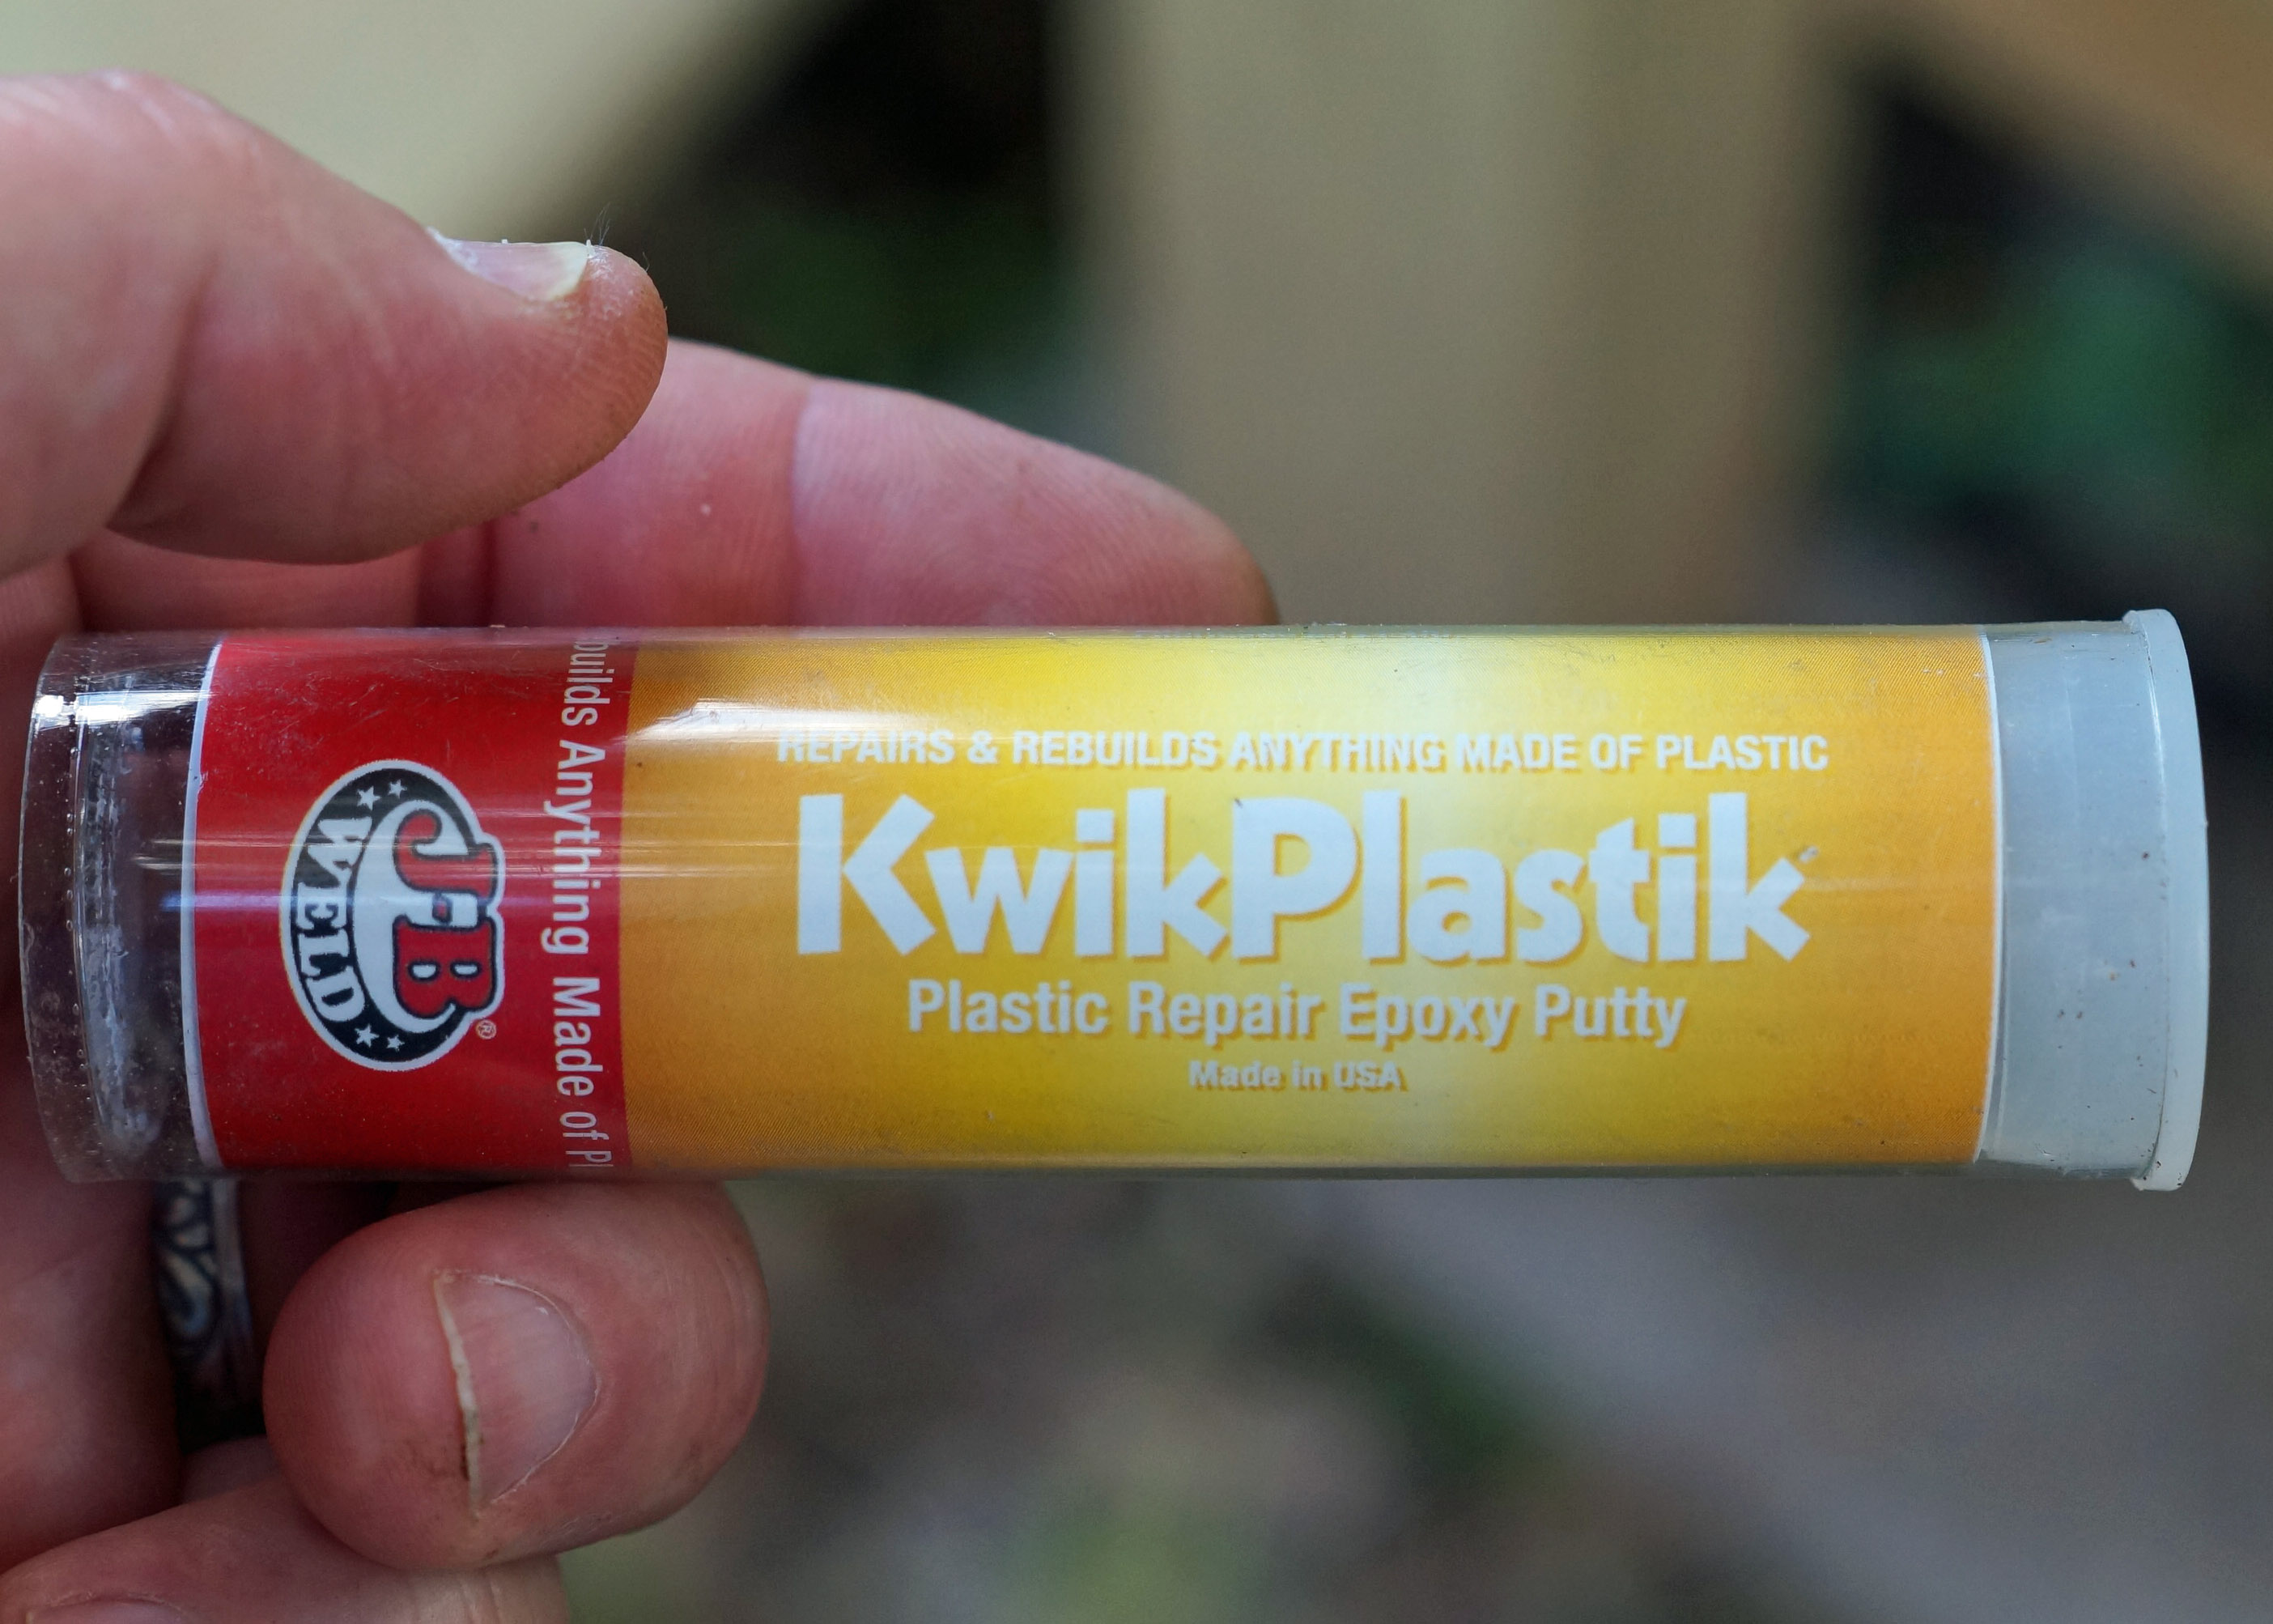 J-B
WELD
®
uilds Anything Made of Pl
REPAIRS & REBUILDS ANYTHING MADE OF PLASTIC
KwikPlastik
Plastic Repair Epoxy Putty
Made in USA